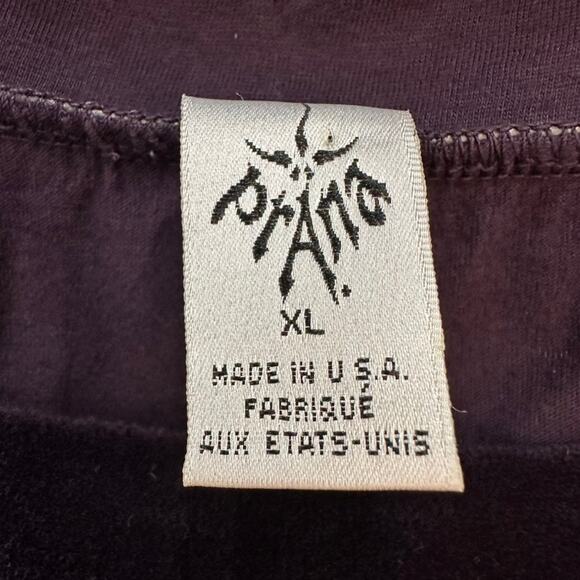 prAna
XL
MADE IN U.S.A.
FABRIQUÉ
AUX ETATS-UNIS